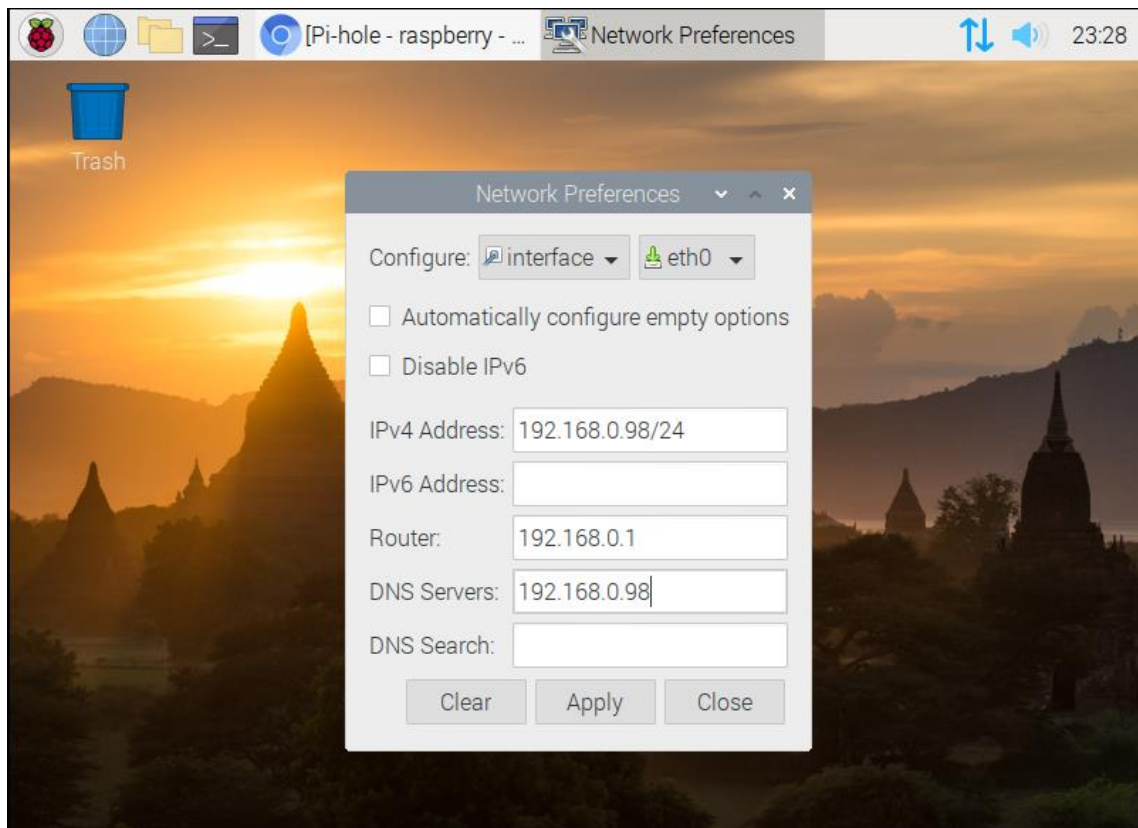 [Pi-hole - raspberry - ... Network Preferences 23:28
Trash
Network Preferences
Configure: interface eth0
Automatically configure empty options
Disable IPv6
IPv4 Address: 192.168.0.98/24
IPv6 Address:
Router: 192.168.0.1
DNS Servers: 192.168.0.98
DNS Search:
Clear Apply Close